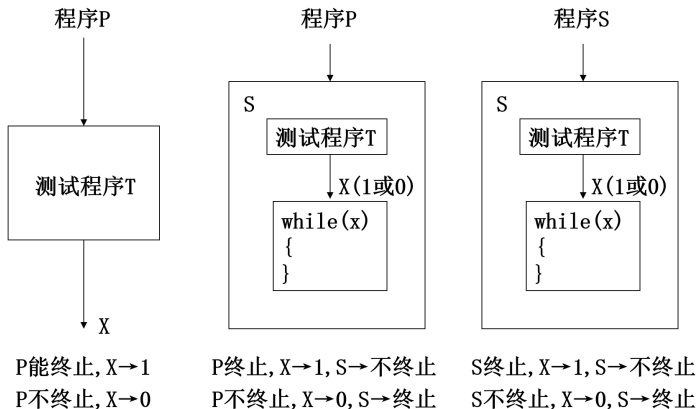 程序P
测试程序T
X
P能终止,X→1
P不终止,X→0
程序P
S
测试程序T
X(1或0)
while(x)
{
}
P终止,X→1,S→不终止
P不终止,X→0,S→终止
程序S
S
测试程序T
X(1或0)
while(x)
{
}
S终止,X→1,S→不终止
S不终止,X→0,S→终止